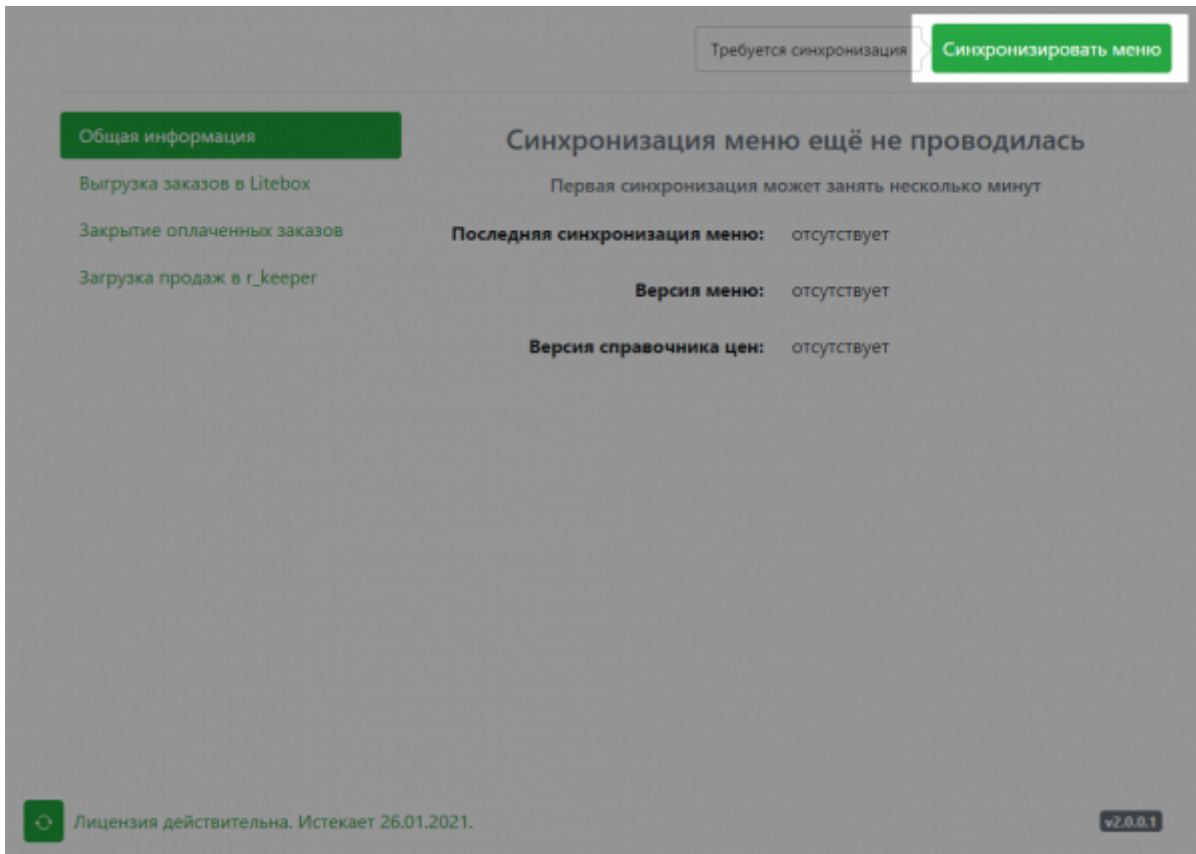 Требуется синхронизация
Синхронизировать меню
Общая информация
Выгрузка заказов в Litebox
Закрытие оплаченных заказов
Загрузка продаж в r_keeper
Синхронизация меню ещё не проводилась
Первая синхронизация может занять несколько минут
Последняя синхронизация меню: отсутствует
Версия меню: отсутствует
Версия справочника цен: отсутствует
Лицензия действительна. Истекает 26.01.2021.
v2.0.0.1